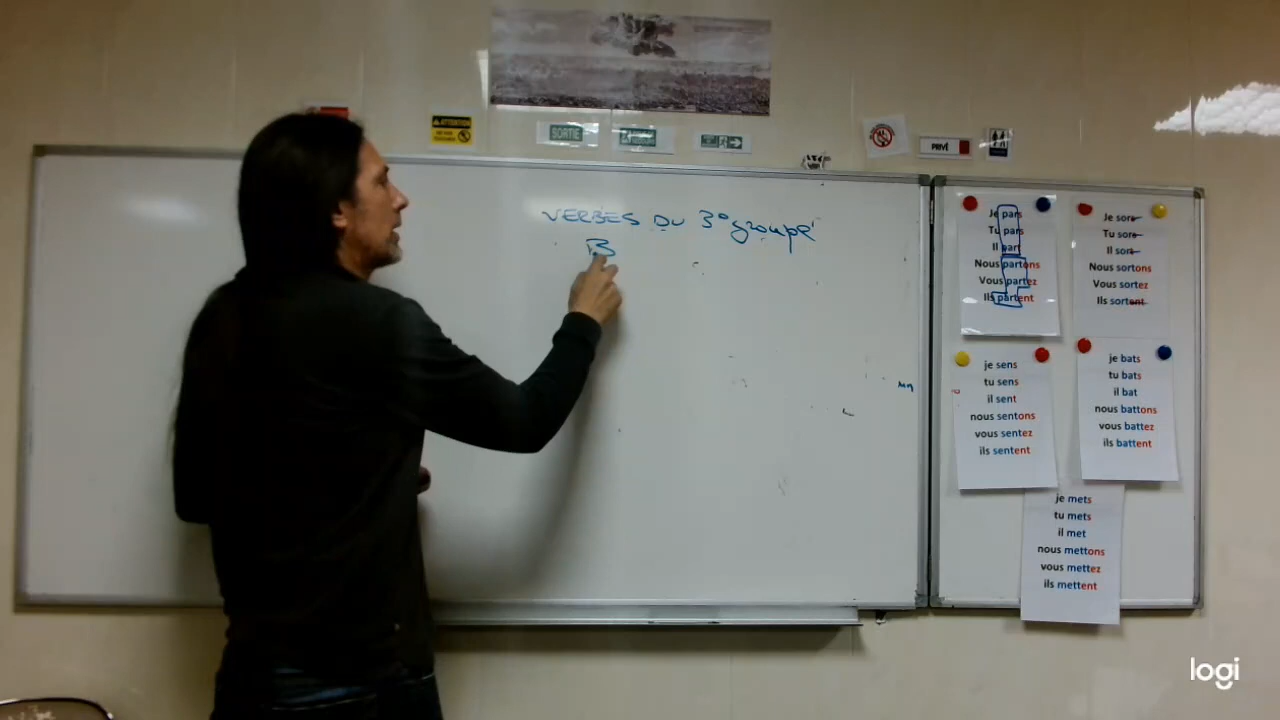 ATTENTION
SORTIE
PRIVÉ
VERBES DU 3° groupe
B
Je pars
Tu pars
Il part
Nous partons
Vous partez
Ils partent
Je sors
Tu sors
Il sort
Nous sortons
Vous sortez
Ils sortent
je sens
tu sens
il sent
nous sentons
vous sentez
ils sentent
je bats
tu bats
il bat
nous battons
vous battez
ils battent
je mets
tu mets
il met
nous mettons
vous mettez
ils mettent
logi